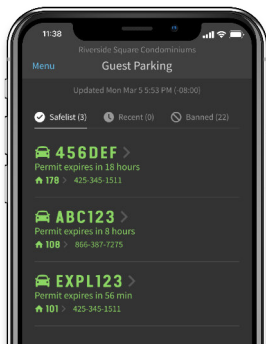 11:38
Riverside Square Condominiums
Menu Guest Parking
Updated Mon Mar 5 5:53 PM (-08:00)
Safelist (3) Recent (0) Banned (22)
456DEF >
Permit expires in 18 hours
178 > 425-345-1511
ABC123 >
Permit expires in 8 hours
108 > 866-387-7275
EXPL123 >
Permit expires in 56 min
101 > 425-345-1511